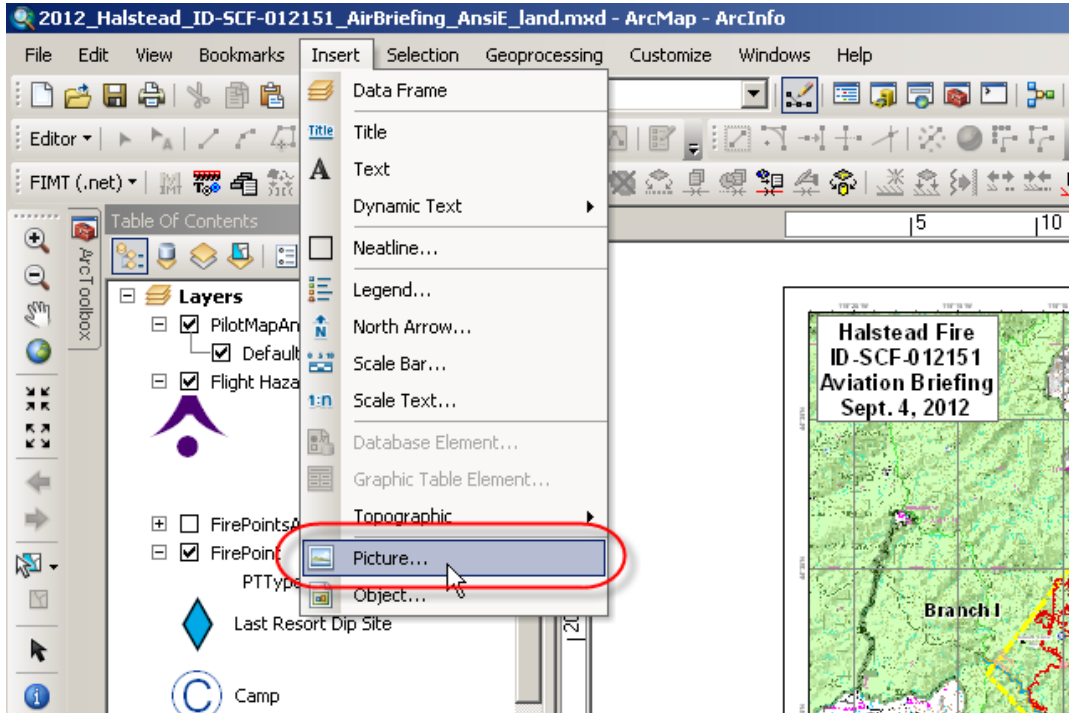 2012_Halstead_ID-SCF-012151_AirBriefing_AnsiE_land.mxd - ArcMap - ArcInfo
File Edit View Bookmarks Insert Selection Geoprocessing Customize Windows Help
Data Frame
Editor
Title Title
A Text
FIMT (.net)
Dynamic Text
Table Of Contents
5 10
ArcToolbox
Neatline...
Layers
Legend...
PilotMapAn
N North Arrow...
Default
Scale Bar...
Flight Haza
1:n Scale Text...
Database Element...
Graphic Table Element...
Topographic
FirePointsA
Picture...
FirePoint
PTType
Object...
Last Resort Dip Site
C Camp
Halstead Fire
ID-SCF-012151
Aviation Briefing
Sept. 4, 2012
Branch I